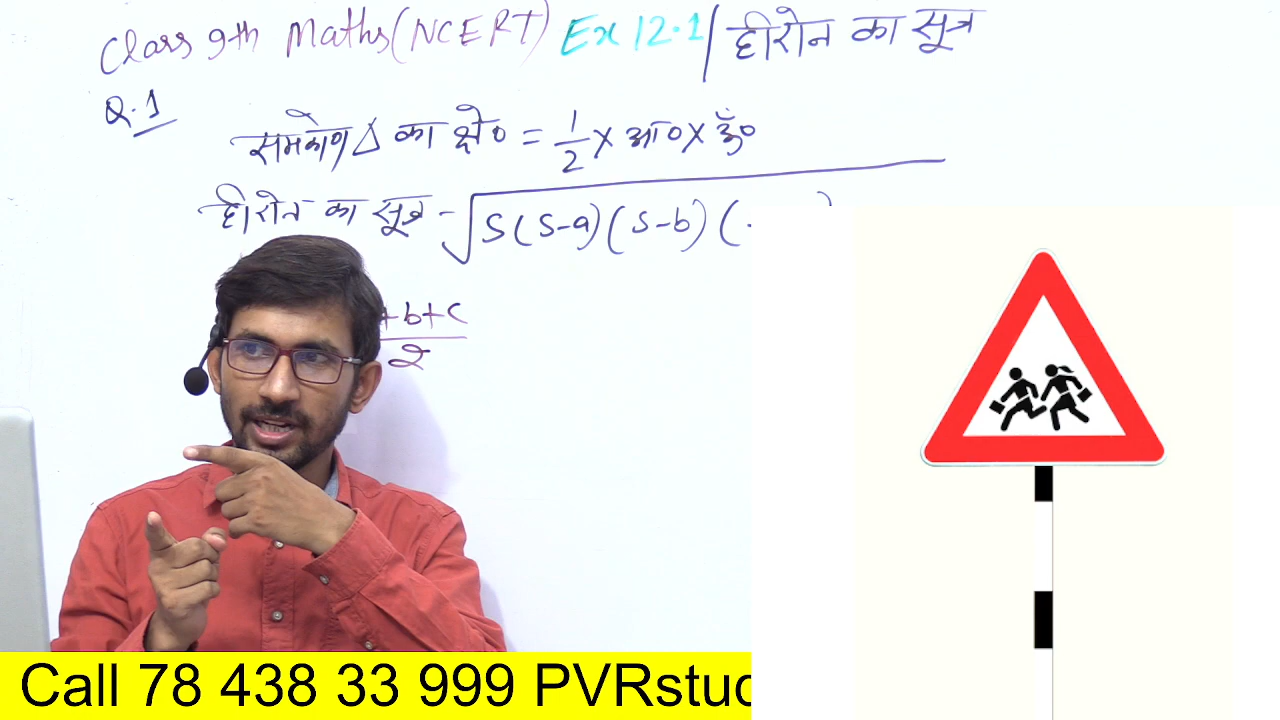 Class 9th Maths (NCERT) Ex 12.1 / हीरोन का सूत्र
Q.1
समकोण Δ का क्षे० = 1/2 × आ० × ऊँ०
हीरोन का सूत्र - √S(S-a)(S-b)(
+b+c
2
Call 78 438 33 999 PVRstud